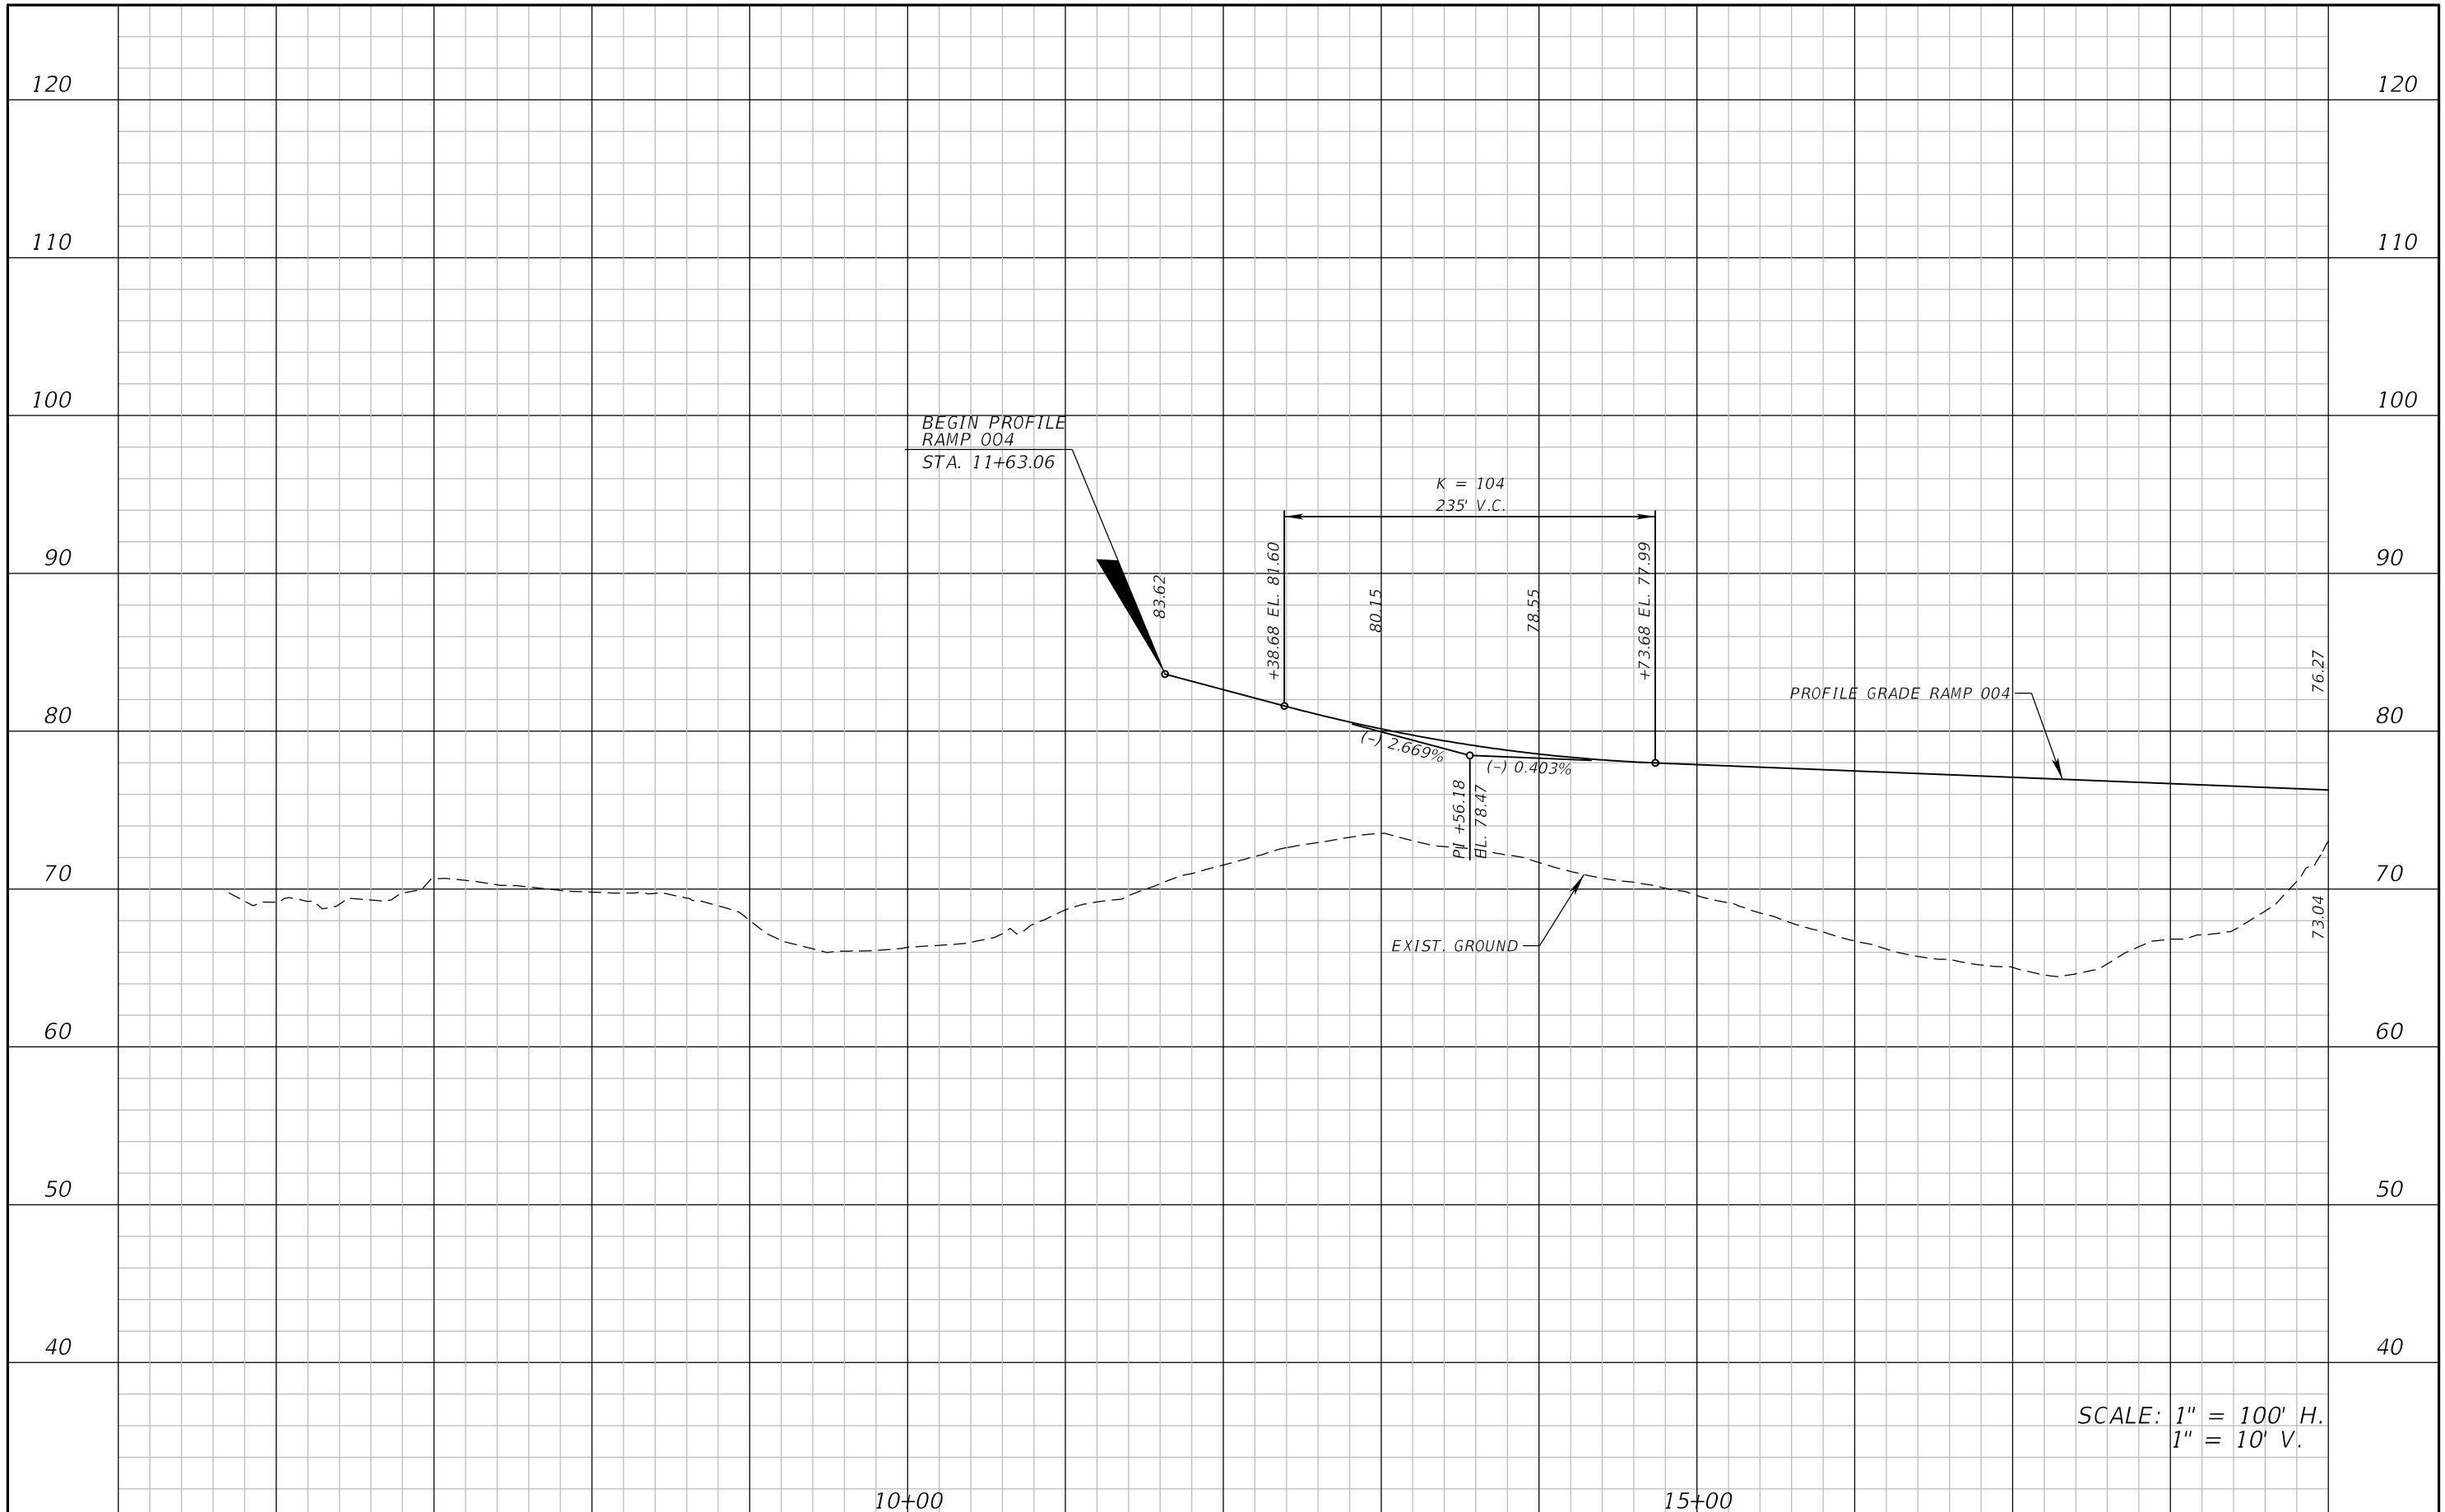 120
120
110
110
100
100
BEGIN PROFILE
RAMP 004
STA. 11+63.06
K = 104
235' V.C.
90
90
83.62
+38.68 EL. 81.60
80.15
78.55
+73.68 EL. 77.99
76.27
PROFILE GRADE RAMP 004
80
80
(-) 2.669%
(-) 0.403%
PI +56.18
EL. 78.47
70
70
EXIST. GROUND
73.04
60
60
50
50
40
40
SCALE: 1" = 100' H.
1" = 10' V.
10+00
15+00